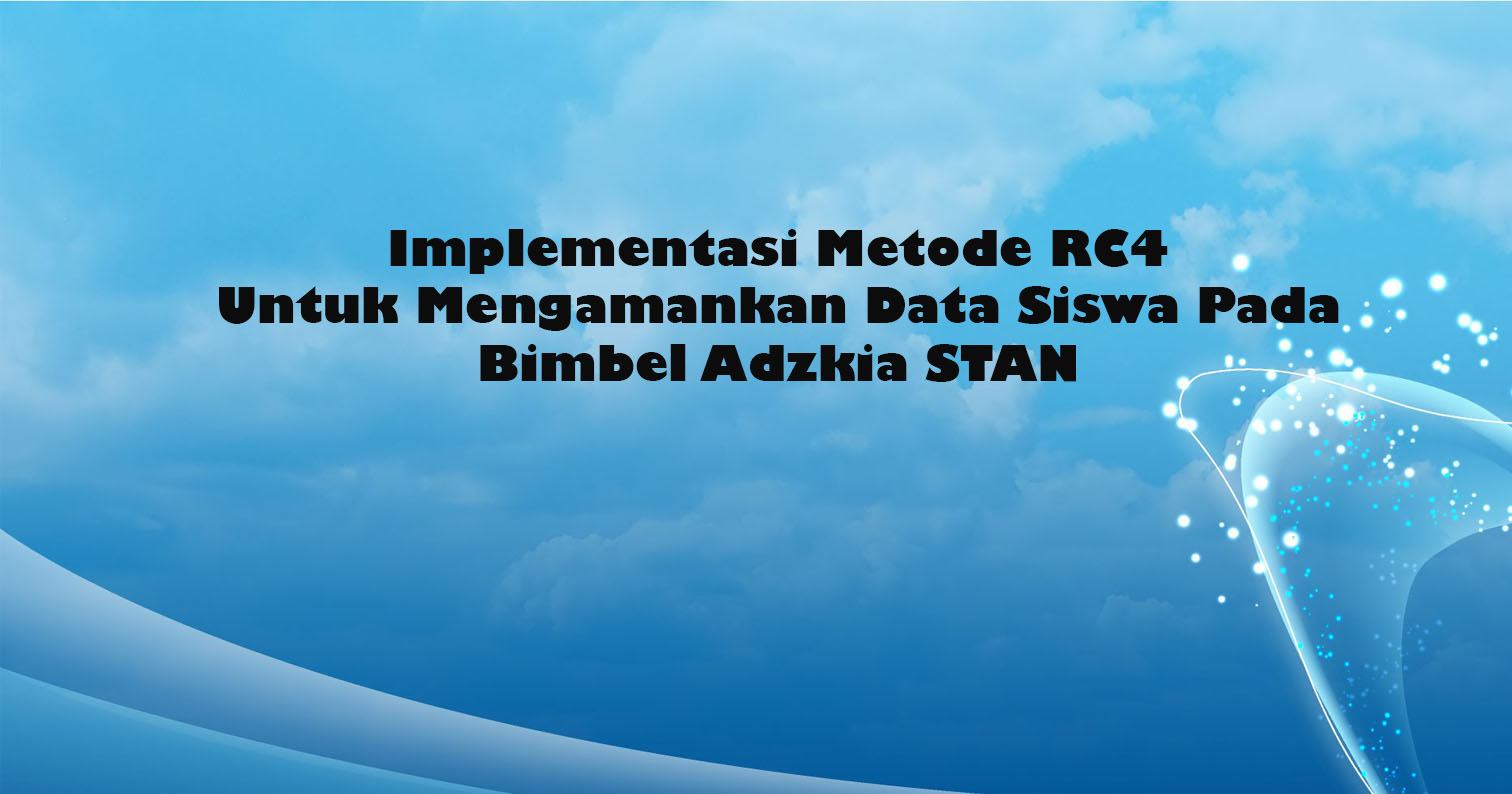 Implementasi Metode RC4
Untuk Mengamankan Data Siswa Pada
Bimbel Adzkia STAN